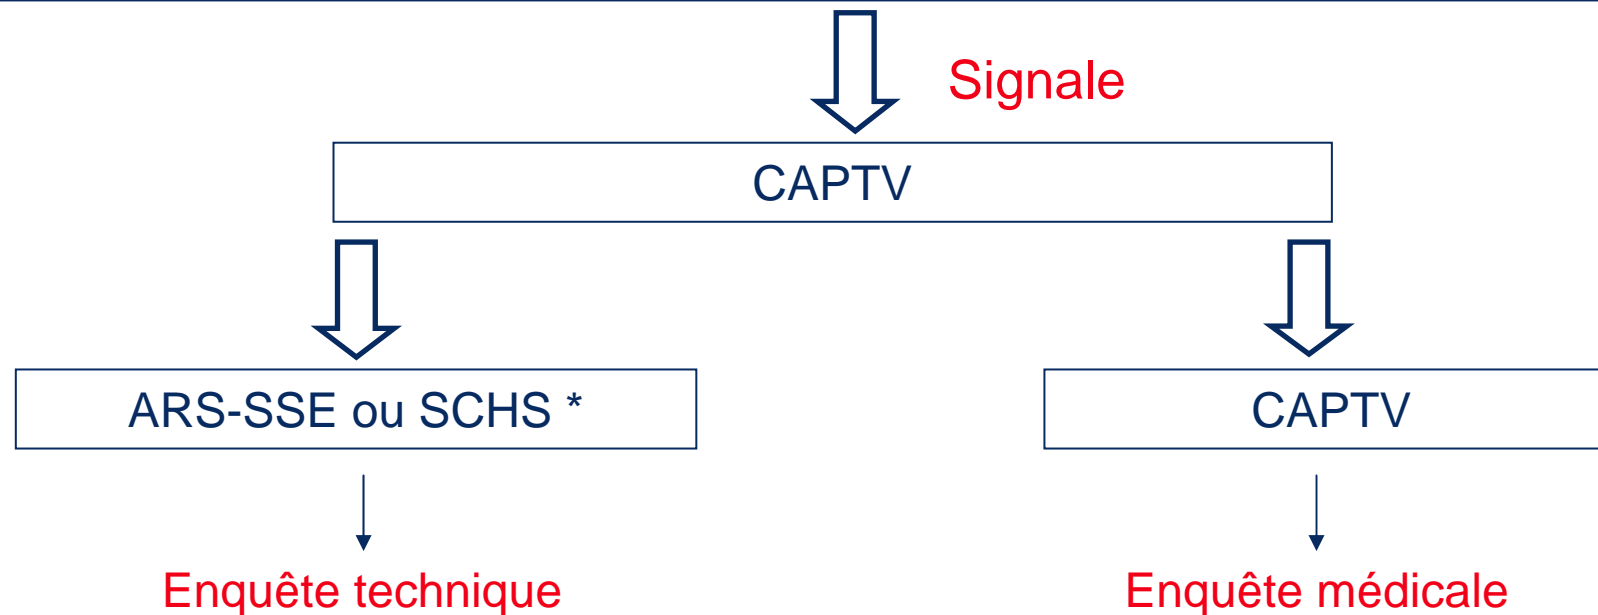 Signale
CAPTV
ARS-SSE ou SCHS *
CAPTV
Enquête technique
Enquête médicale